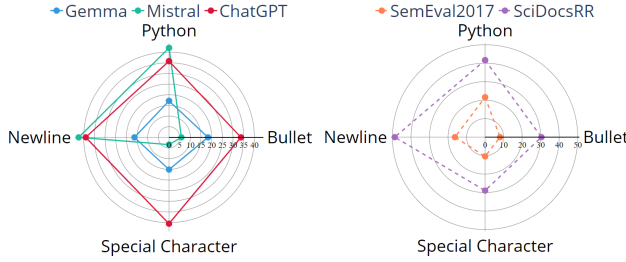 Gemma Mistral ChatGPT
Python
Newline
Bullet
0 5 10 15 20 25 30 35 40
Special Character
SemEval2017 SciDocsRR
Python
Newline
Bullet
0 10 20 30 40 50
Special Character